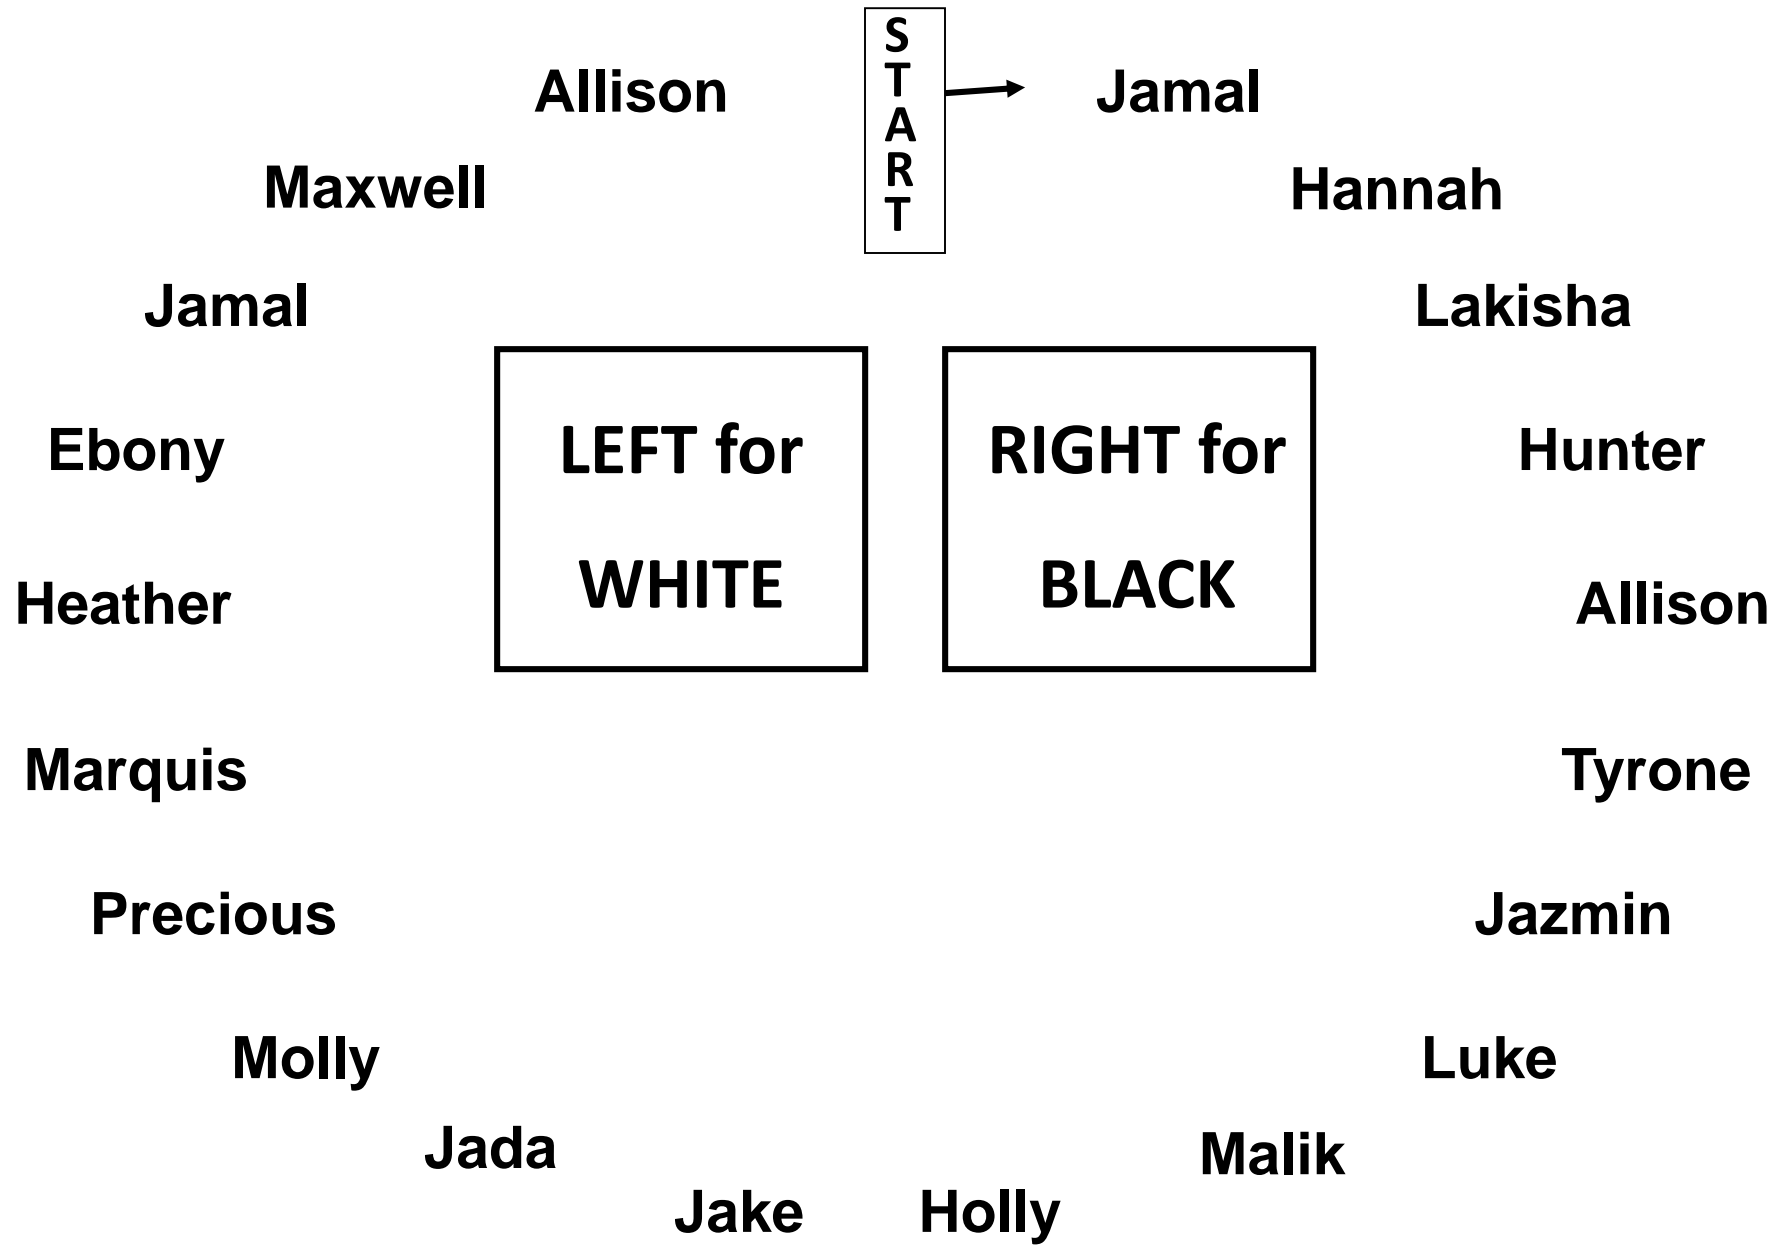 START
Jamal
Hannah
Lakisha
Hunter
Allison
Tyrone
Jazmin
Luke
Malik
Holly
Jake
Jada
Molly
Precious
Marquis
Heather
Ebony
Jamal
Maxwell
Allison
LEFT for
WHITE
RIGHT for
BLACK